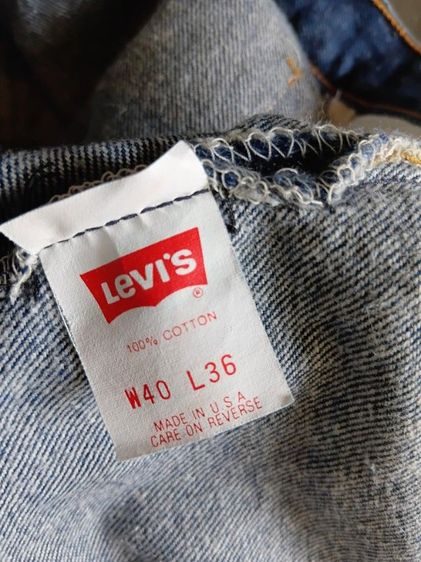 LEVI'S ®
100% COTTON
W40 L36
MADE IN U.S.A.
CARE ON REVERSE